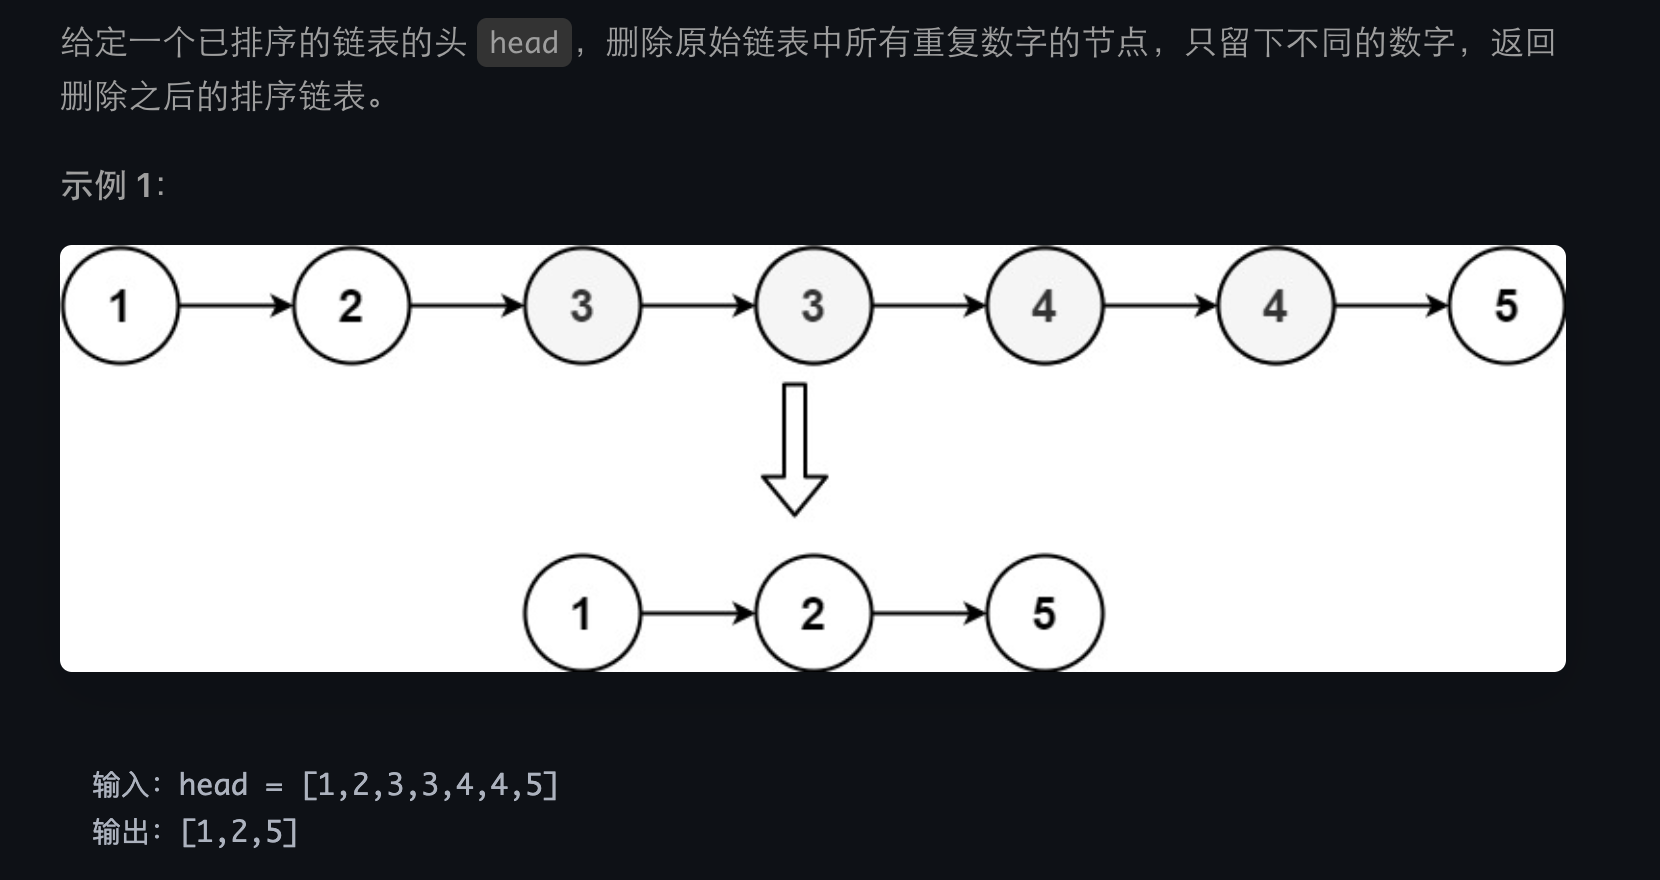 给定一个已排序的链表的头 head，删除原始链表中所有重复数字的节点，只留下不同的数字，返回
删除之后的排序链表。
示例 1：
1 2 3 3 4 4 5
1 2 5
输入：head = [1,2,3,3,4,4,5]
输出：[1,2,5]